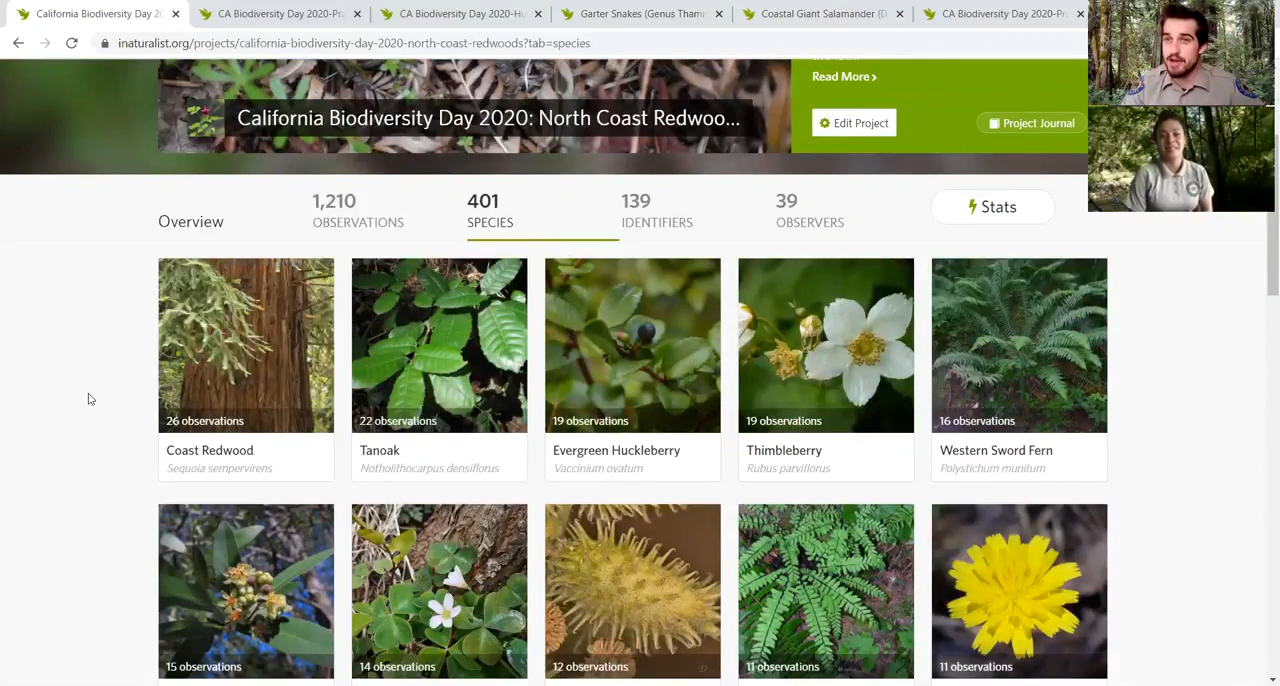 California Biodiversity Day 20
CA Biodiversity Day 2020-Pra
CA Biodiversity Day 2020-Hu
Garter Snakes (Genus Tham
Coastal Giant Salamander (D
CA Biodiversity Day 2020-Pr
inaturalist.org/projects/california-biodiversity-day-2020-north-coast-redwoods?tab=species
Read More >
California Biodiversity Day 2020: North Coast Redwoo...
Edit Project
Project Journal
Overview
1,210
OBSERVATIONS
401
SPECIES
139
IDENTIFIERS
39
OBSERVERS
Stats
26 observations
Coast Redwood
Sequoia sempervirens
22 observations
Tanoak
Notholithocarpus densiflorus
19 observations
Evergreen Huckleberry
Vaccinium ovatum
19 observations
Thimbleberry
Rubus parviflorus
16 observations
Western Sword Fern
Polystichum munitum
15 observations
14 observations
12 observations
11 observations
11 observations